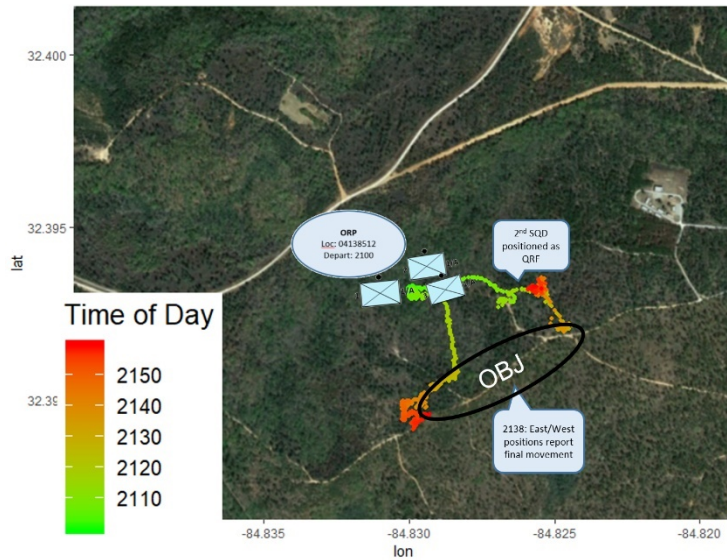 32.400
32.395
32.39
lat
ORP
Loc: 04138512
Depart: 2100
2nd SQD
positioned as
QRF
OBJ
2138: East/West
positions report
final movement
Time of Day
2150
2140
2130
2120
2110
-84.835
-84.830
-84.825
-84.820
lon